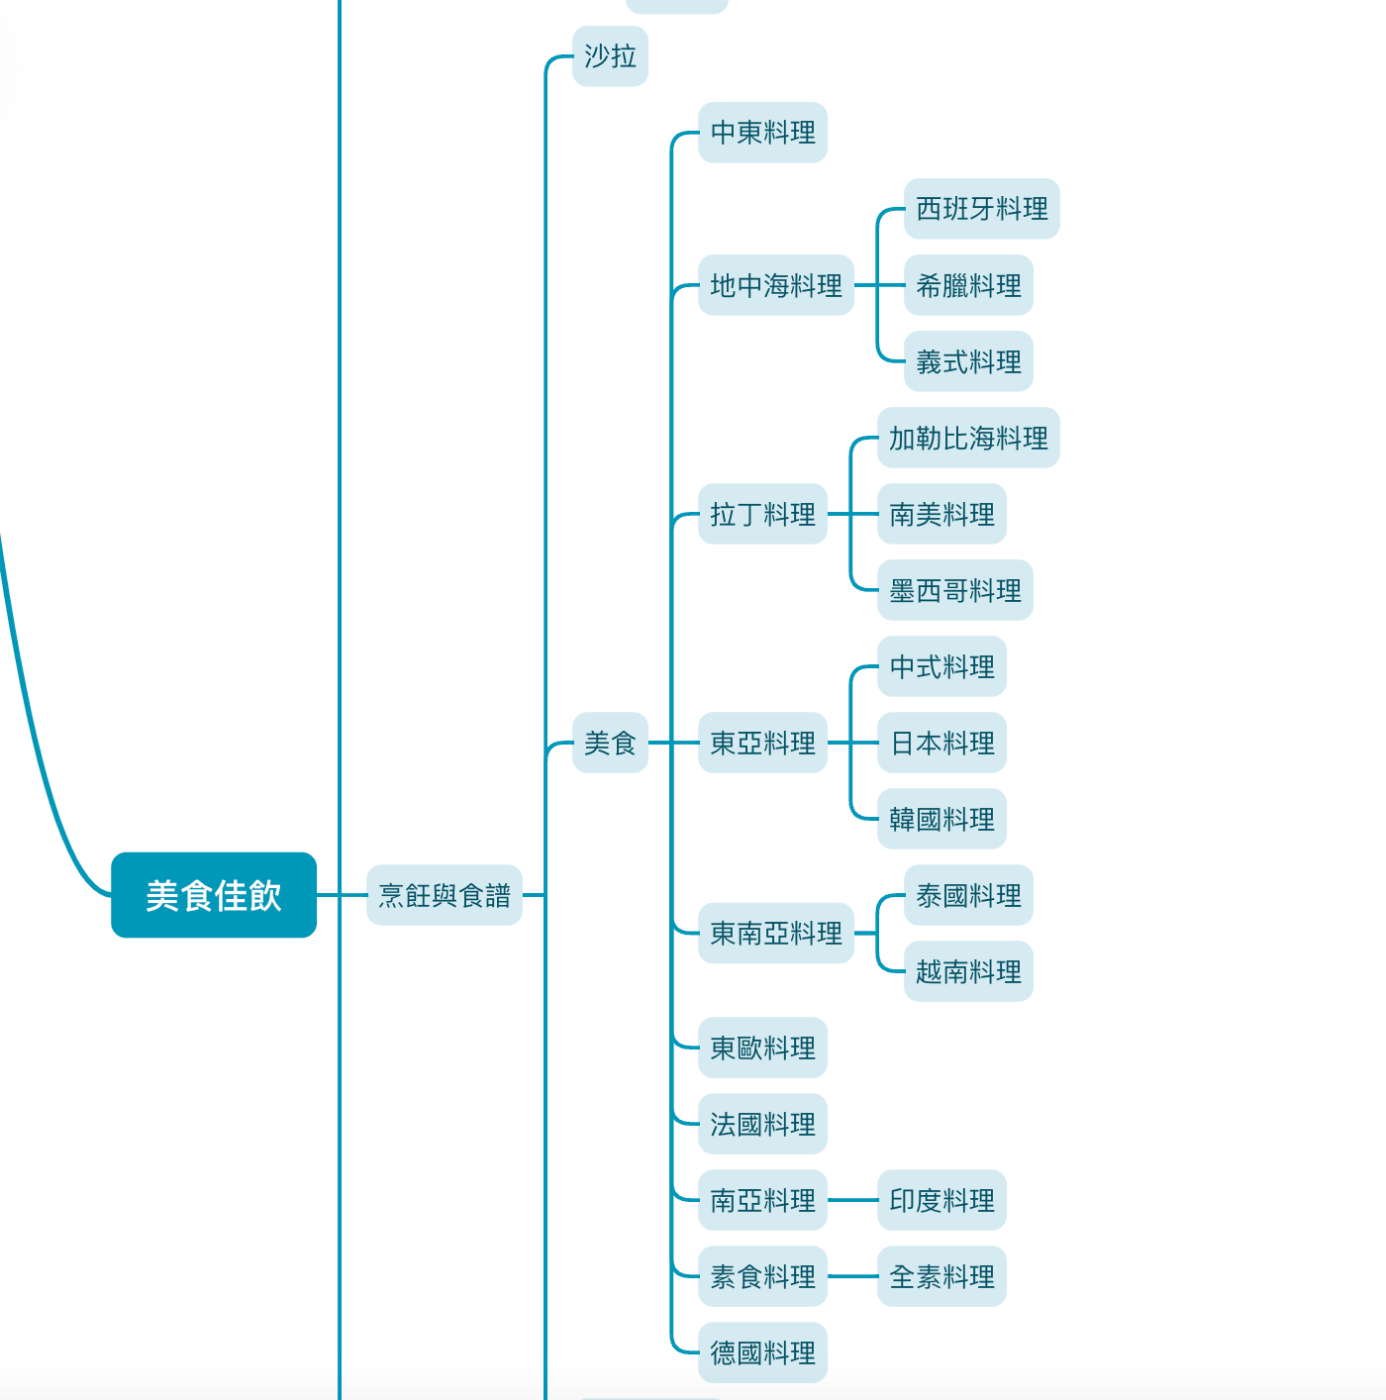 沙拉
中東料理
西班牙料理
地中海料理
希臘料理
義式料理
加勒比海料理
拉丁料理
南美料理
墨西哥料理
中式料理
美食
東亞料理
日本料理
韓國料理
美食佳飲
烹飪與食譜
泰國料理
東南亞料理
越南料理
東歐料理
法國料理
南亞料理
印度料理
素食料理
全素料理
德國料理